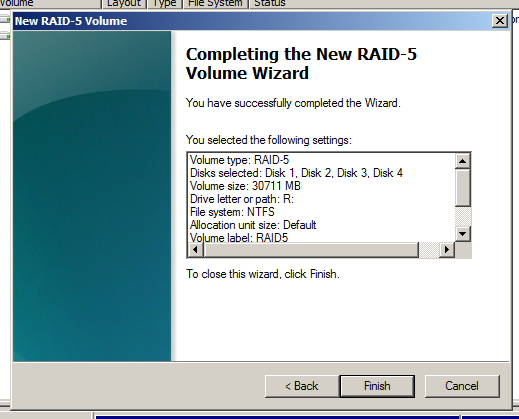 Volume Layout Type File System Status
New RAID-5 Volume
Completing the New RAID-5
Volume Wizard
You have successfully completed the Wizard.
You selected the following settings:
Volume type: RAID-5
Disks selected: Disk 1, Disk 2, Disk 3, Disk 4
Volume size: 30711 MB
Drive letter or path: R:
File system: NTFS
Allocation unit size: Default
Volume label: RAID5
To close this wizard, click Finish.
< Back Finish Cancel